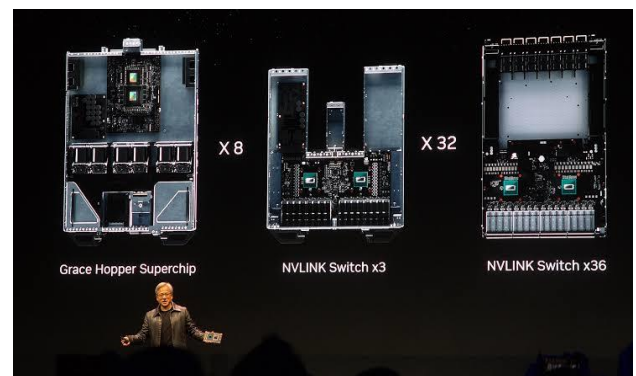 X 8
X 32
Grace Hopper Superchip
NVLINK Switch x3
NVLINK Switch x36